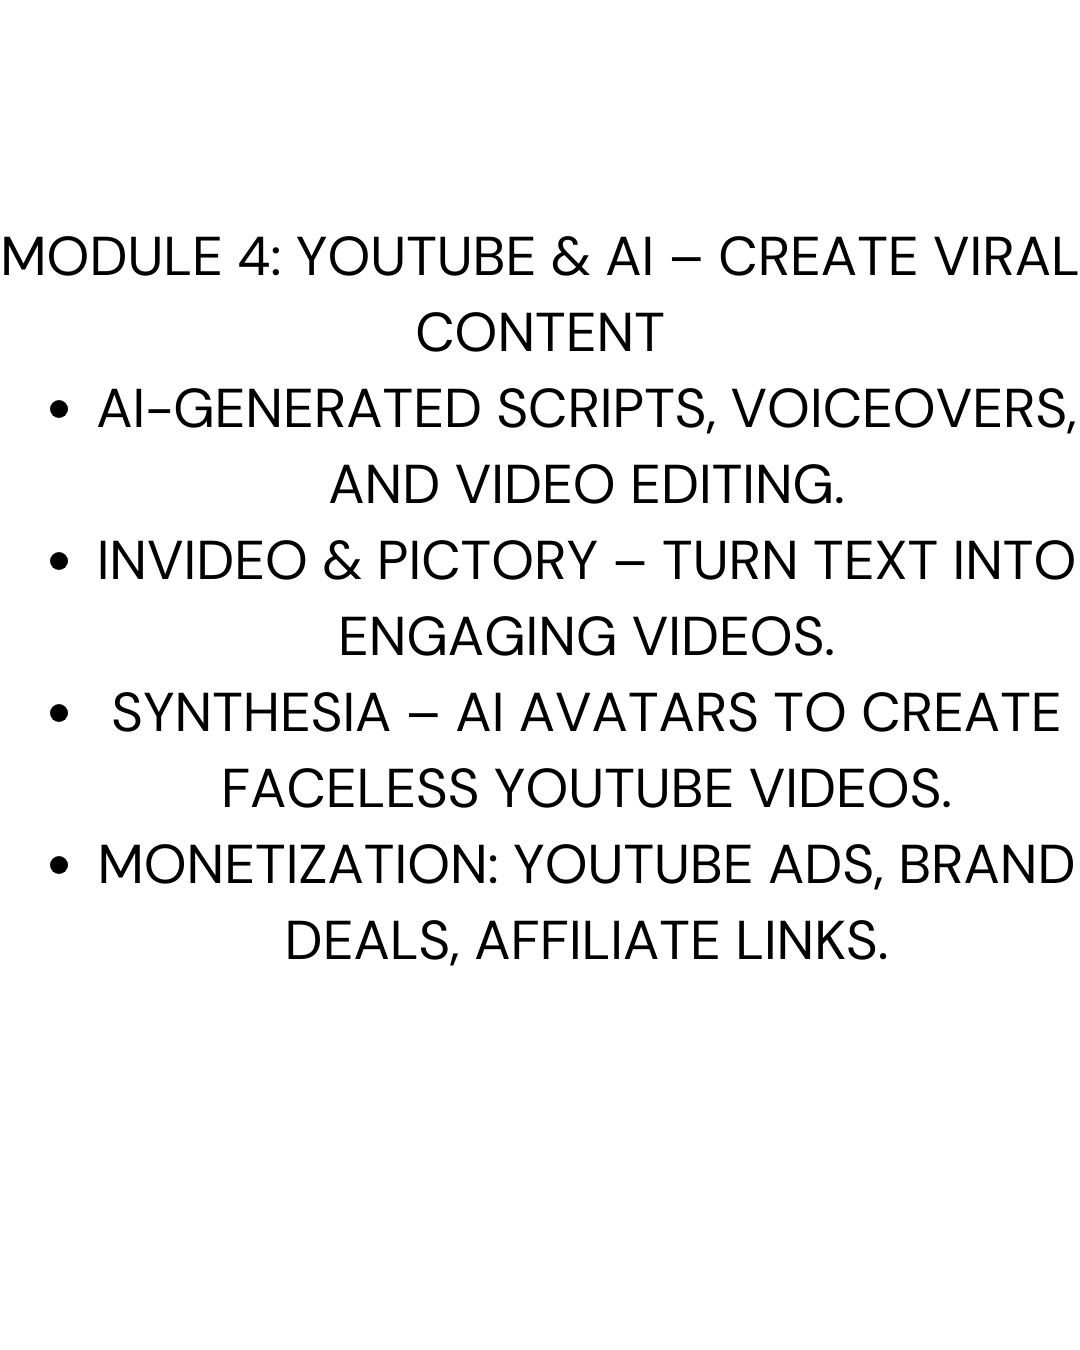 MODULE 4: YOUTUBE & AI – CREATE VIRAL
CONTENT
• AI-GENERATED SCRIPTS, VOICEOVERS,
AND VIDEO EDITING.
• INVIDEO & PICTORY – TURN TEXT INTO
ENGAGING VIDEOS.
• SYNTHESIA – AI AVATARS TO CREATE
FACELESS YOUTUBE VIDEOS.
• MONETIZATION: YOUTUBE ADS, BRAND
DEALS, AFFILIATE LINKS.